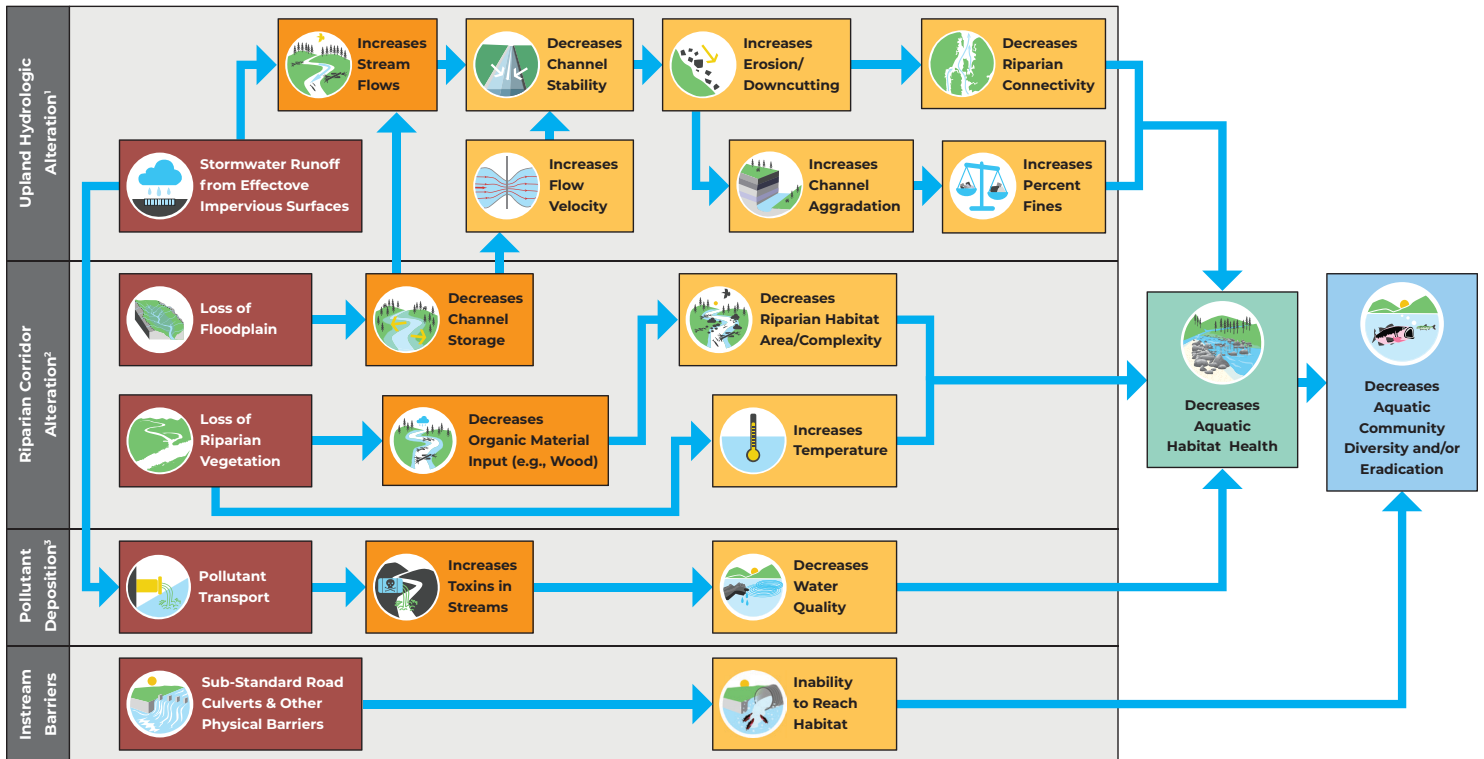 Upland Hydrologic
Alteration¹
Increases
Stream
Flows
Decreases
Channel
Stability
Increases
Erosion/
Downcutting
Decreases
Riparian
Connectivity
Stormwater Runoff
from Effectove
Impervious Surfaces
Increases
Flow
Velocity
Increases
Channel
Aggradation
Increases
Percent
Fines
Riparian Corridor
Alteration²
Loss of
Floodplain
Decreases
Channel
Storage
Decreases
Riparian Habitat
Area/Complexity
Loss of
Riparian
Vegetation
Decreases
Organic Material
Input (e.g., Wood)
Increases
Temperature
Decreases
Aquatic
Habitat Health
Decreases
Aquatic
Community
Diversity and/or
Eradication
Pollutant
Deposition³
Pollutant
Transport
Increases
Toxins in
Streams
Decreases
Water
Quality
Instream
Barriers
Sub-Standard Road
Culverts & Other
Physical Barriers
Inability
to Reach
Habitat